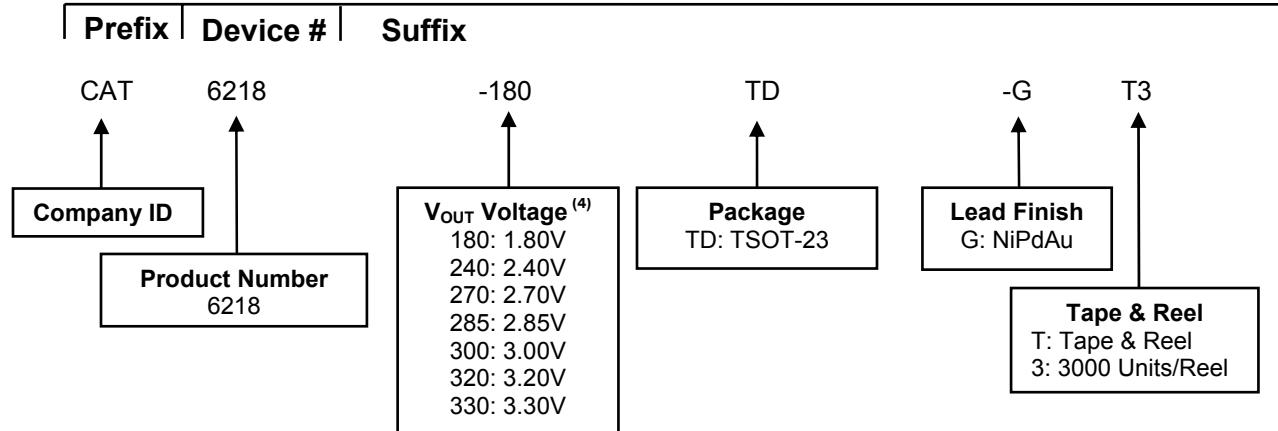 Prefix Device # Suffix
CAT 6218 -180 TD -G T3
Company ID
Product Number
6218
VOUT Voltage (4)
180: 1.80V
240: 2.40V
270: 2.70V
285: 2.85V
300: 3.00V
320: 3.20V
330: 3.30V
Package
TD: TSOT-23
Lead Finish
G: NiPdAu
Tape & Reel
T: Tape & Reel
3: 3000 Units/Reel